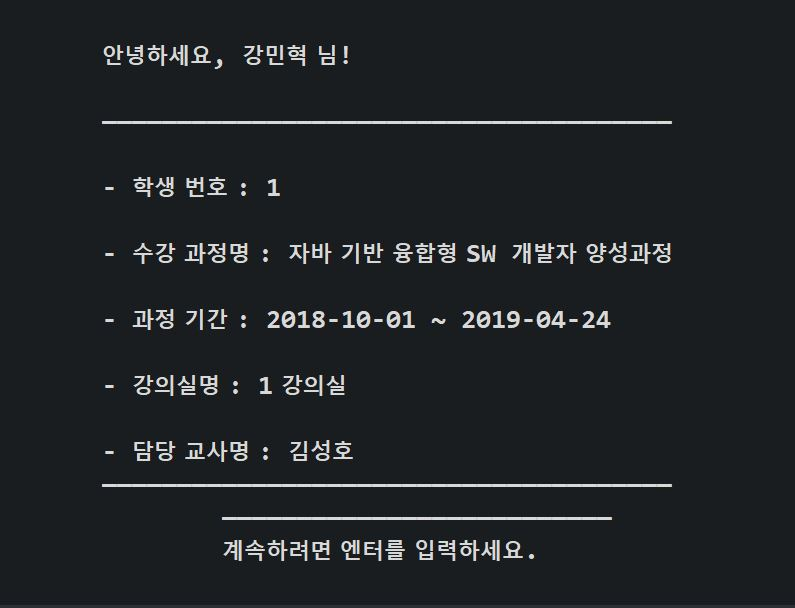 안녕하세요, 강민혁 님!
- 학생 번호 : 1
- 수강 과정명 : 자바 기반 융합형 SW 개발자 양성과정
- 과정 기간 : 2018-10-01 ~ 2019-04-24
- 강의실명 : 1 강의실
- 담당 교사명 : 김성호
계속하려면 엔터를 입력하세요.